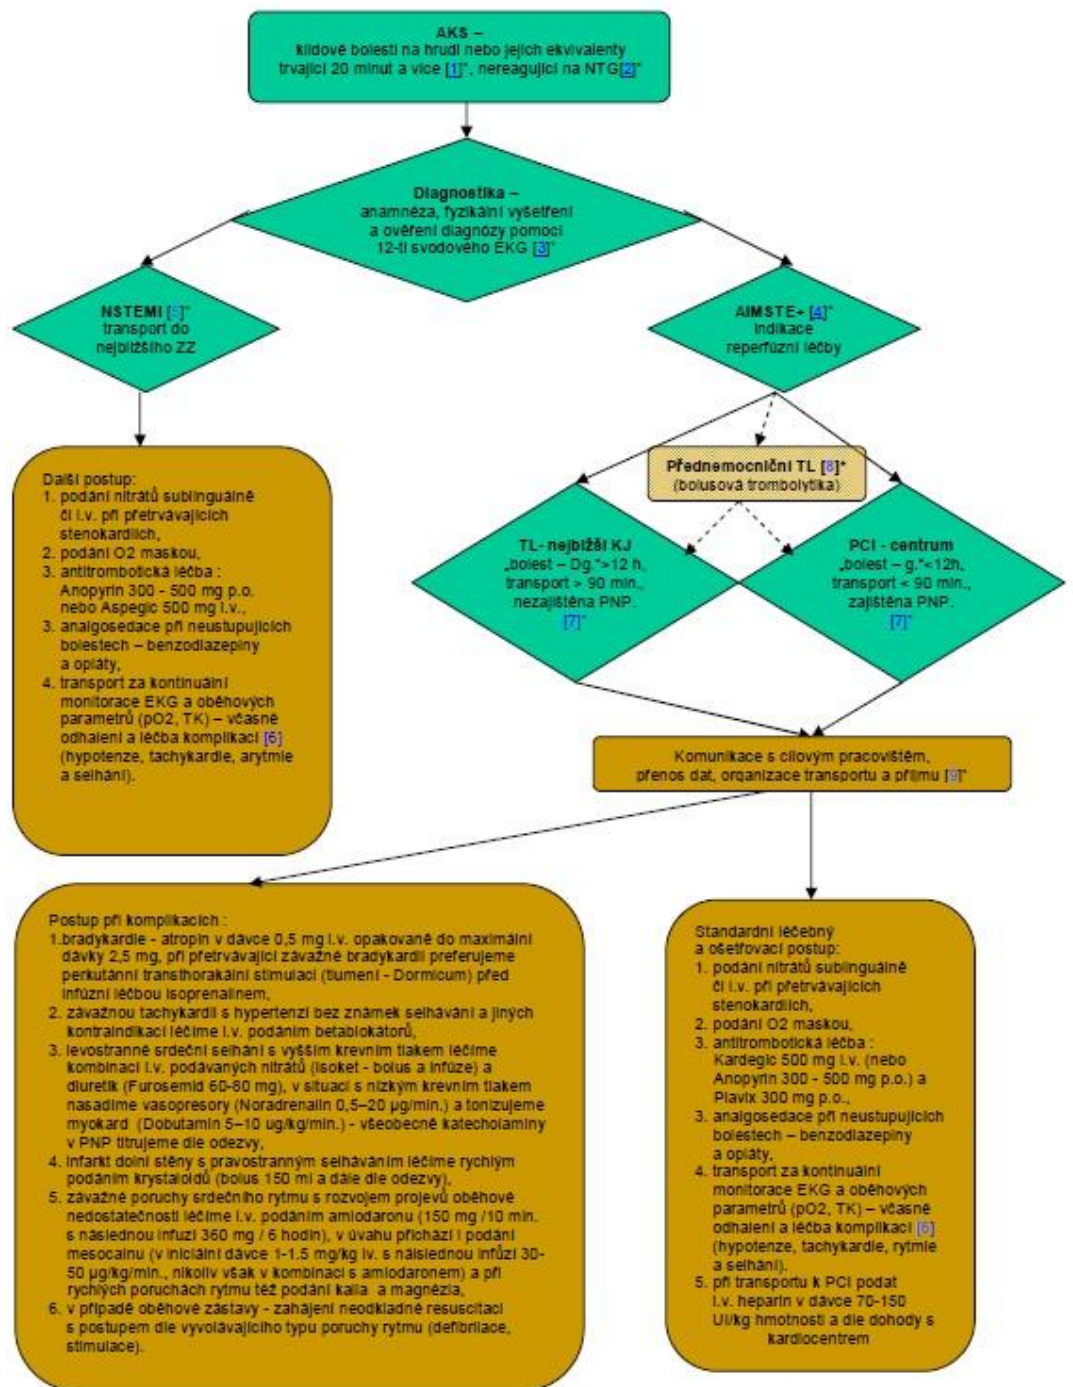 AKS –
klidové bolesti na hrudi nebo jejich ekvivalenty
trvající 20 minut a více [1]*, nereagující na NTG[2]*
Diagnostika –
anamnéza, fyzikální vyšetření
a ověření diagnózy pomocí
12-ti svodového EKG [3]*
NSTEMI [5]*
transport do
nejbližšího ZZ
AIMSTE+ [4]*
indikace
reperfúzní léčby
Přednemocniční TL [8]*
(bolusová trombolytika)
TL- nejbižší KJ
„bolest – Dg.“>12 h,
transport > 90 min.,
nezajištěna PNP.
[7]*
PCI - centrum
„bolest – g.“<12h,
transport < 90 min.,
zajištěna PNP.
[7]*
Další postup:
1. podání nitrátů sublinguálně
či i.v. při přetrvávajících
stenokardiích,
2. podání O2 maskou,
3. antitrombotická léčba :
Anopyrin 300 - 500 mg p.o.
nebo Aspegic 500 mg i.v.,
3. analgosedace při neustupujících
bolestech – benzodiazepiny
a opiáty,
4. transport za kontinuální
monitorace EKG a oběhových
parametrů (pO2, TK) – včasné
odhalení a léčba komplikací [6]
(hypotenze, tachykardie, arytmie
a selhání).
Komunikace s cílovým pracovištěm,
přenos dat, organizace transportu a příjmu [9]*
Postup při komplikacích :
1.bradykardie - atropin v dávce 0,5 mg i.v. opakovaně do maximální
dávky 2,5 mg, při přetrvávající závažné bradykardii preferujeme
perkutánní transthorakální stimulaci (tlumení - Dormicum) před
infúzní léčbou isoprenalinem,
2. závažnou tachykardii s hypertenzí bez známek selhávání a jiných
kontraindikací léčíme i.v. podáním betablokátorů,
3. levostranné srdeční selhání s vyšším krevním tlakem léčíme
kombinací i.v. podávaných nitrátů (Isoket - bolus a infúze) a
diuretik (Furosemid 60-80 mg), v situaci s nízkým krevním tlakem
nasadíme vasopresory (Noradrenalin 0,5–20 µg/min.) a tonizujeme
myokard (Dobutamin 5–10 ug/kg/min.) - všeobecně katecholaminy
v PNP titrujeme dle odezvy,
4. infarkt dolní stěny s pravostranným selháváním léčíme rychlým
podáním krystaloidů (bolus 150 ml a dále dle odezvy),
5. závažné poruchy srdečního rytmu s rozvojem projevů oběhové
nedostatečnosti léčíme i.v. podáním amiodaronu (150 mg /10 min.
s následnou infuzí 360 mg / 6 hodin), v úvahu přichází i podání
mesocainu (v iniciální dávce 1-1.5 mg/kg iv. s náislednou infúzí 30-
50 µg/kg/min., nikoliv však v kombinaci s amiodaronem) a při
rychlých poruchách rytmu též podání kalia a magnézia,
6. v případě oběhové zástavy - zahájení neodkladné resuscitaci
s postupem dle vyvolávajícího typu poruchy rytmu (defibrilace,
stimulace).
Standardní léčebný
a ošetřovací postup:
1. podání nitrátů sublinguálně
či i.v. při přetrvávajících
stenokardiích,
2. podání O2 maskou,
3. antitrombotická léčba :
Kardegic 500 mg i.v. (nebo
Anopyrin 300 - 500 mg p.o.) a
Plavix 300 mg p.o.,
3. analgosedace při neustupujících
bolestech – benzodiazepiny
a opiáty,
4. transport za kontinuální
monitorace EKG a oběhových
parametrů (pO2, TK) – včasné
odhalení a léčba komplikací [6]
(hypotenze, tachykardie, rytmie
a selhání).
5. při transportu k PCI podat
i.v. heparin v dávce 70-150
UI/kg hmotnosti a dle dohody s
kardiocentrem